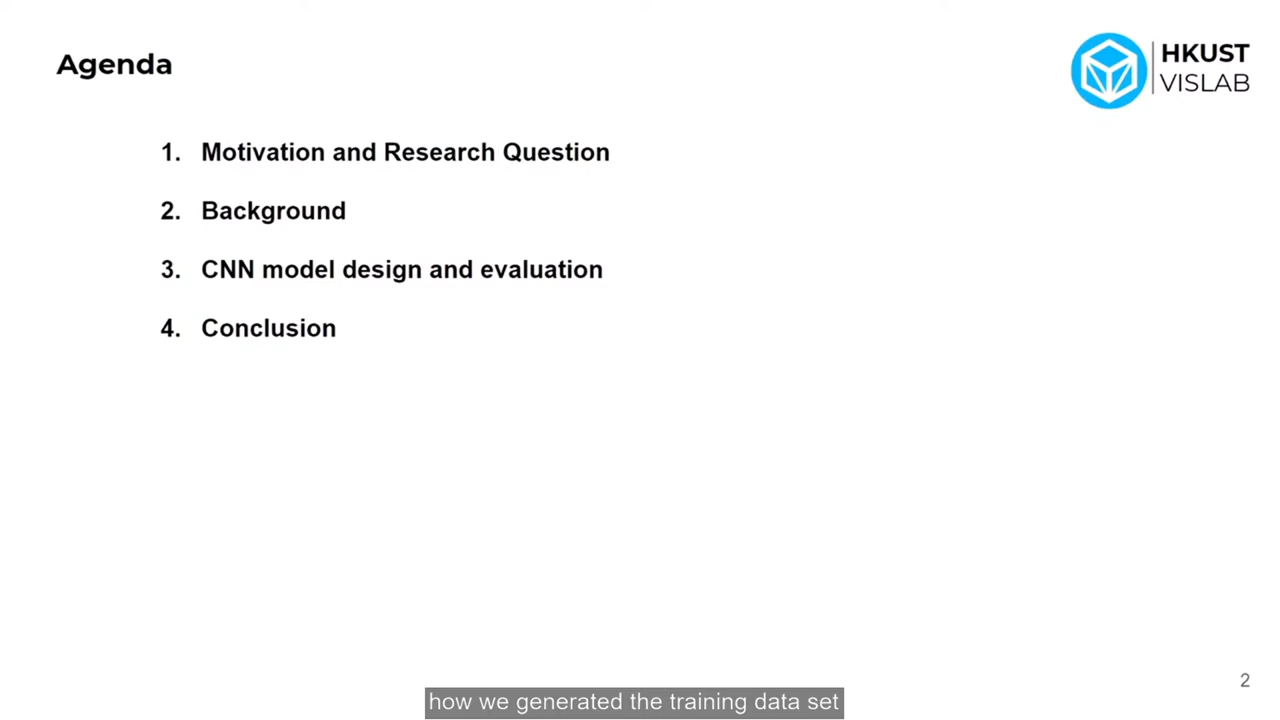 Agenda
HKUST
VISLAB
1. Motivation and Research Question
2. Background
3. CNN model design and evaluation
4. Conclusion
2
how we generated the training data set